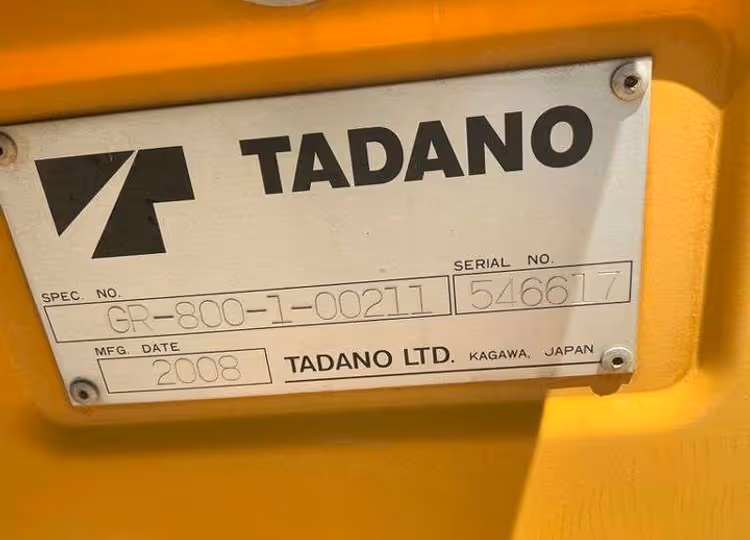 TADANO
SPEC. NO.
GR-800-1-00211
SERIAL NO.
546617
MFG. DATE
2008
TADANO LTD. KAGAWA, JAPAN